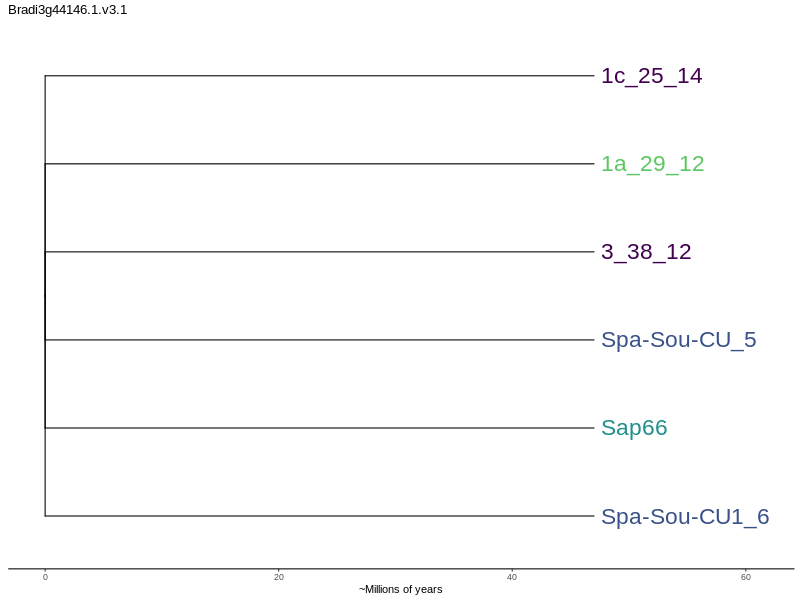 Bradi3g44146.1.v3.1
1c_25_14
1a_29_12
3_38_12
Spa-Sou-CU_5
Sap66
Spa-Sou-CU1_6
0 20 40 60
~Millions of years